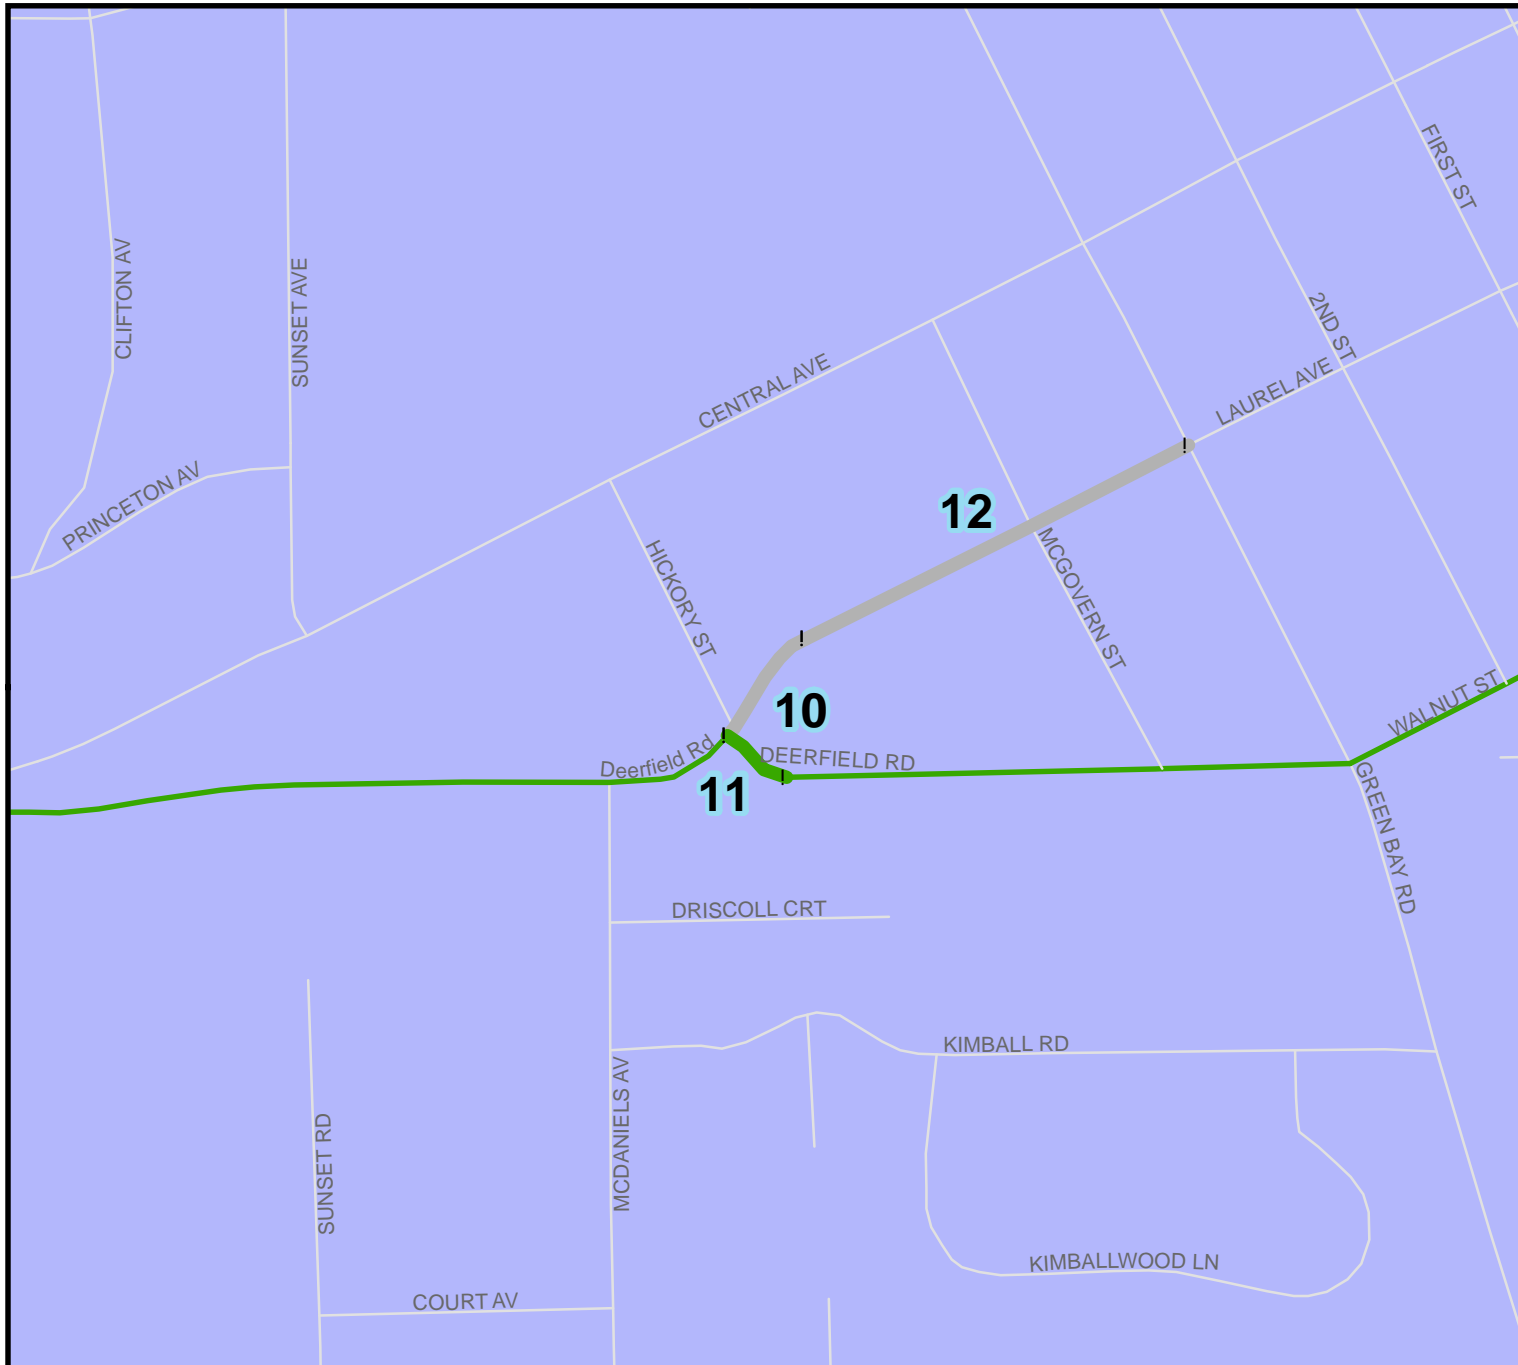 FIRST ST
CLIFTON AV
SUNSET AVE
2ND ST
CENTRAL AVE
LAUREL AVE
PRINCETON AV
12
HICKORY ST
MCGOVERN ST
10
WALNUT ST
Deerfield Rd
DEERFIELD RD
11
GREEN BAY RD
DRISCOLL CRT
KIMBALL RD
SUNSET RD
MCDANIELS AV
KIMBALLWOOD LN
COURT AV